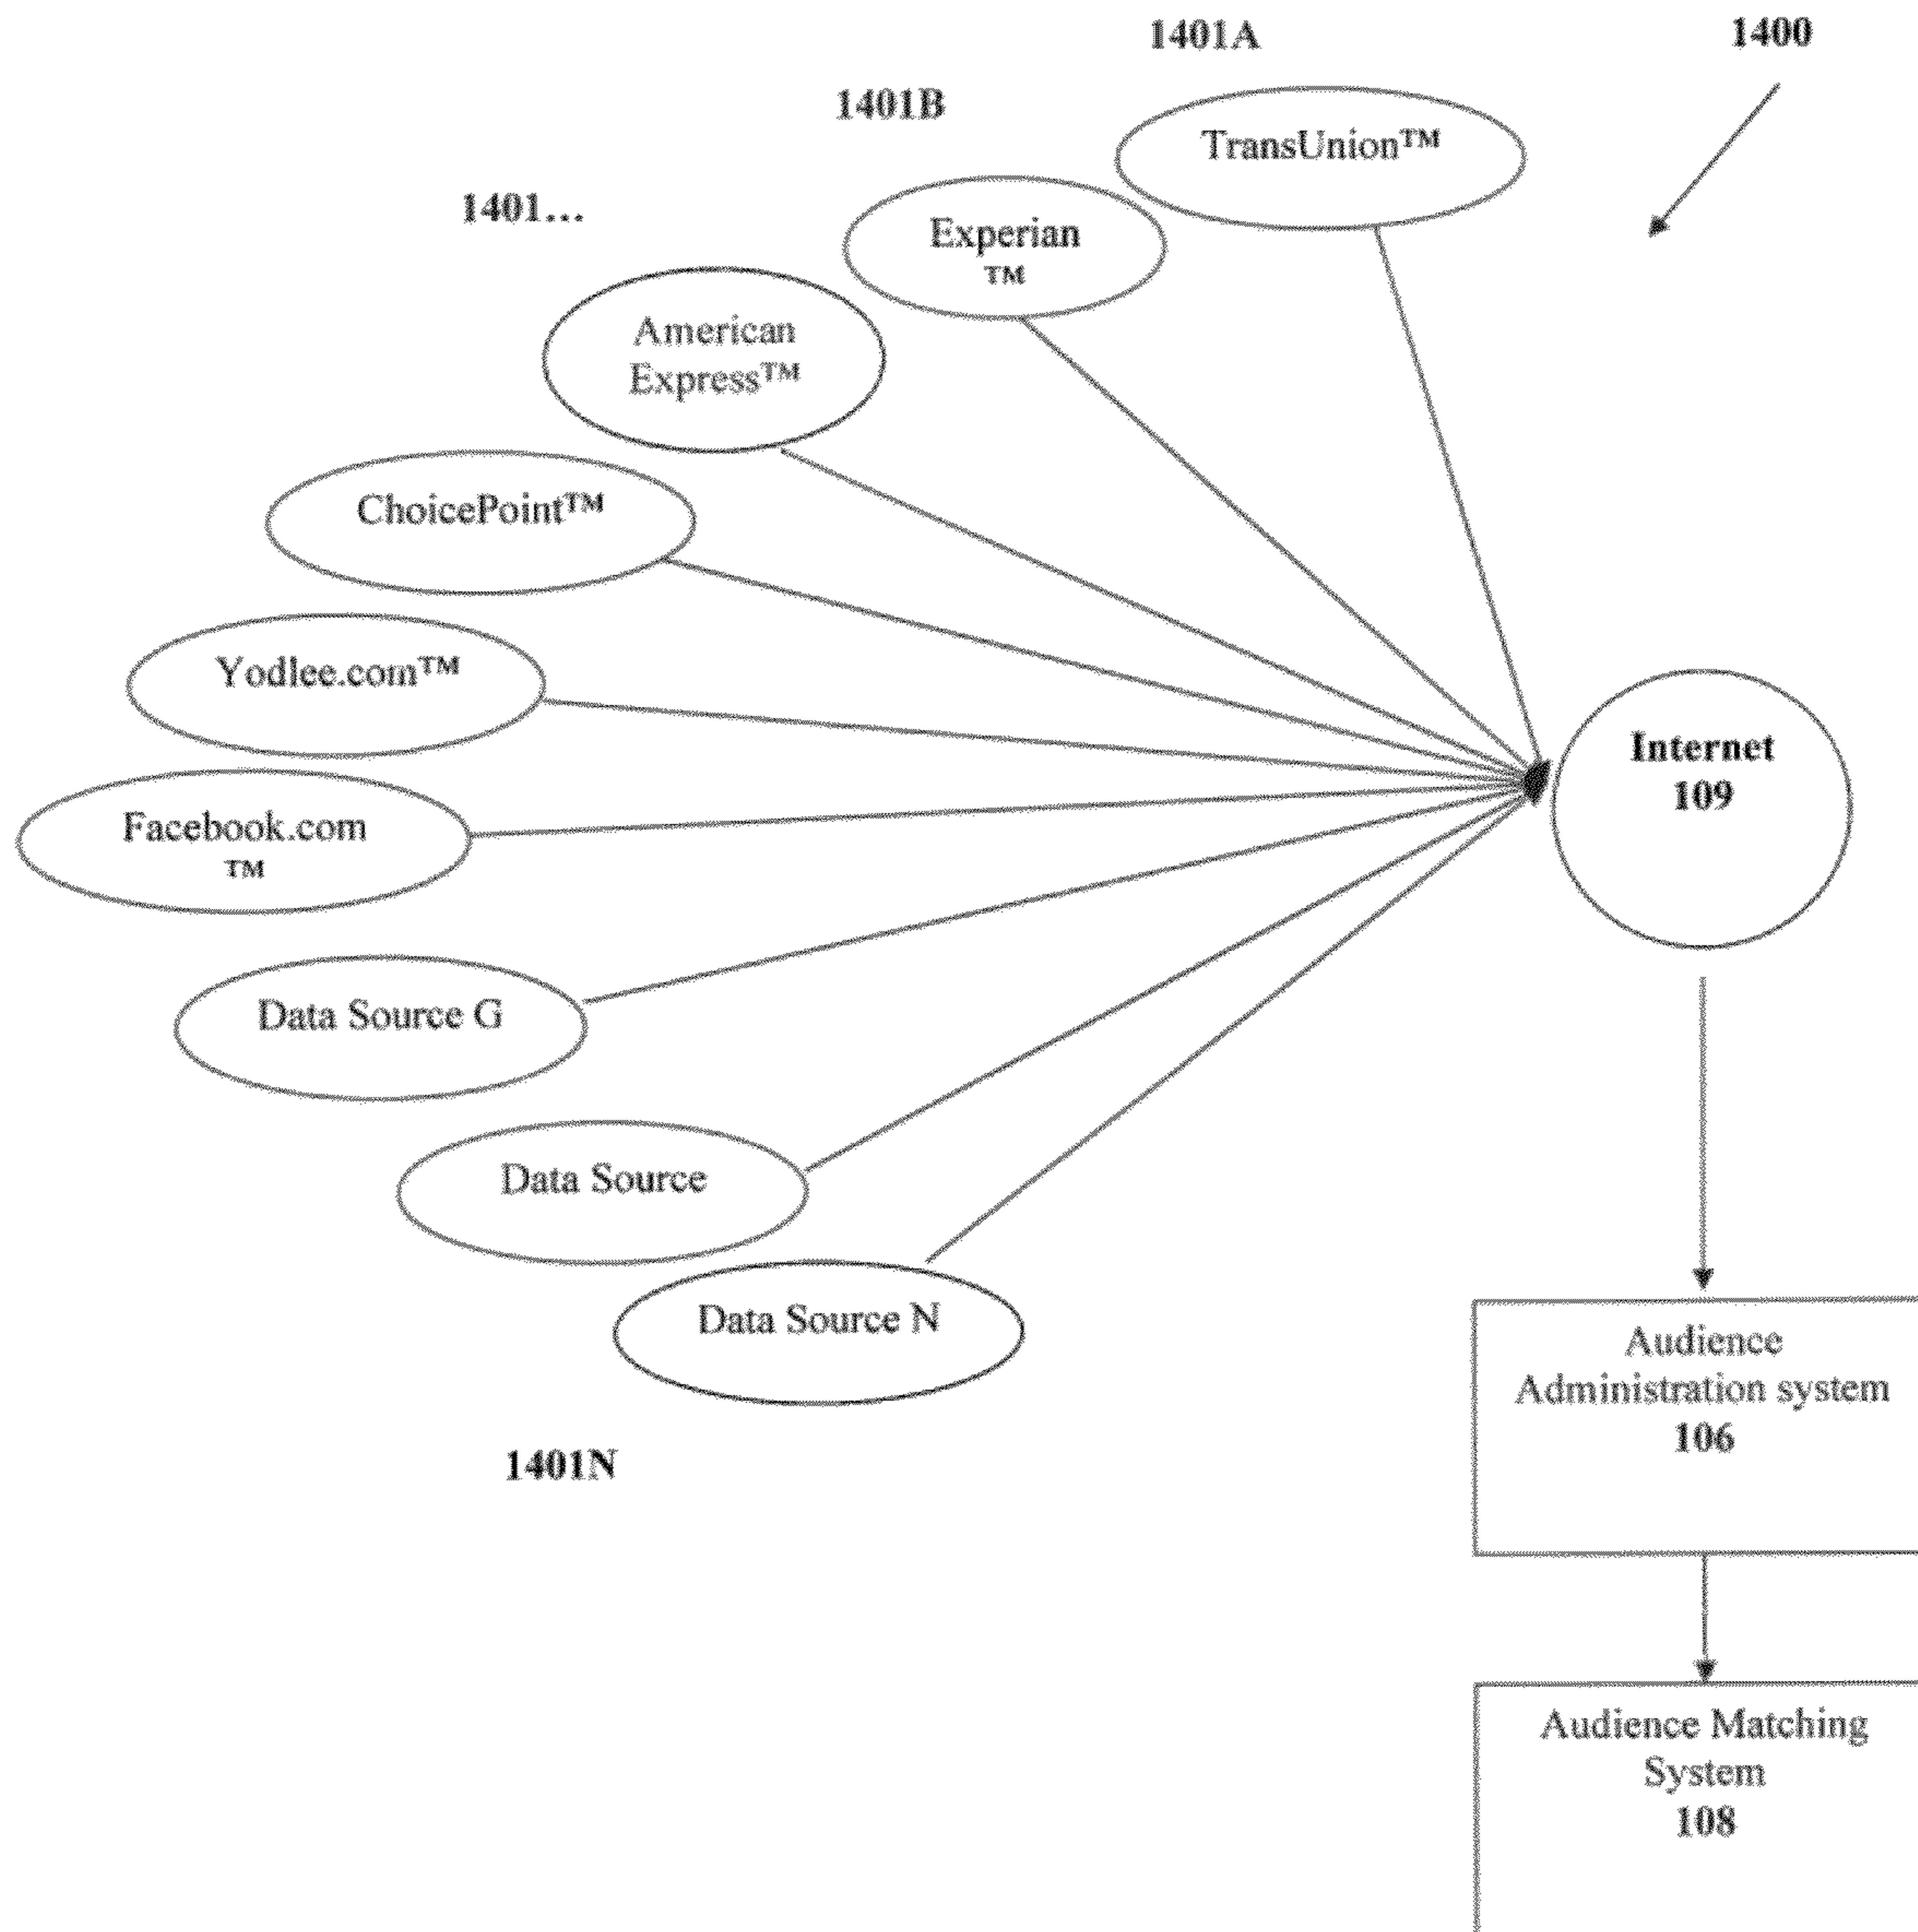 1401A
1400
1401B
TransUnion™
1401...
Experian
™
American
Express™
ChoicePoint™
Yodlee.com™
Internet
109
Facebook.com
™
Data Source G
Data Source
Data Source N
Audience
Administration system
106
1401N
Audience Matching
System
108